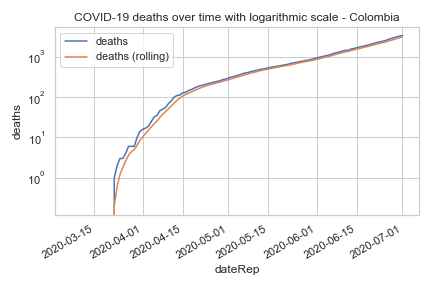 COVID-19 deaths over time with logarithmic scale - Colombia
deaths
deaths (rolling)
10³
10²
10¹
10⁰
deaths
2020-03-15
2020-04-01
2020-04-15
2020-05-01
2020-05-15
2020-06-01
2020-06-15
2020-07-01
dateRep